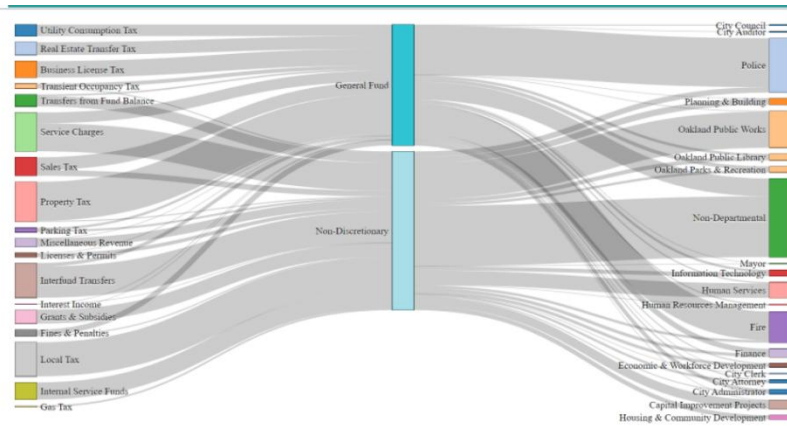 Utility Consumption Tax
Real Estate Transfer Tax
Business License Tax
Transient Occupancy Tax
Transfers from Fund Balance
Service Charges
Sales Tax
Property Tax
Parking Tax
Miscellaneous Revenue
Licenses & Permits
Interfund Transfers
Interest Income
Grants & Subsidies
Fines & Penalties
Local Tax
Internal Service Funds
Gas Tax
General Fund
Non-Discretionary
City Council
City Auditor
Police
Planning & Building
Oakland Public Works
Oakland Public Library
Oakland Parks & Recreation
Non-Departmental
Mayor
Information Technology
Human Services
Human Resources Management
Fire
Finance
Economic & Workforce Development
City Clerk
City Attorney
City Administrator
Capital Improvement Projects
Housing & Community Development